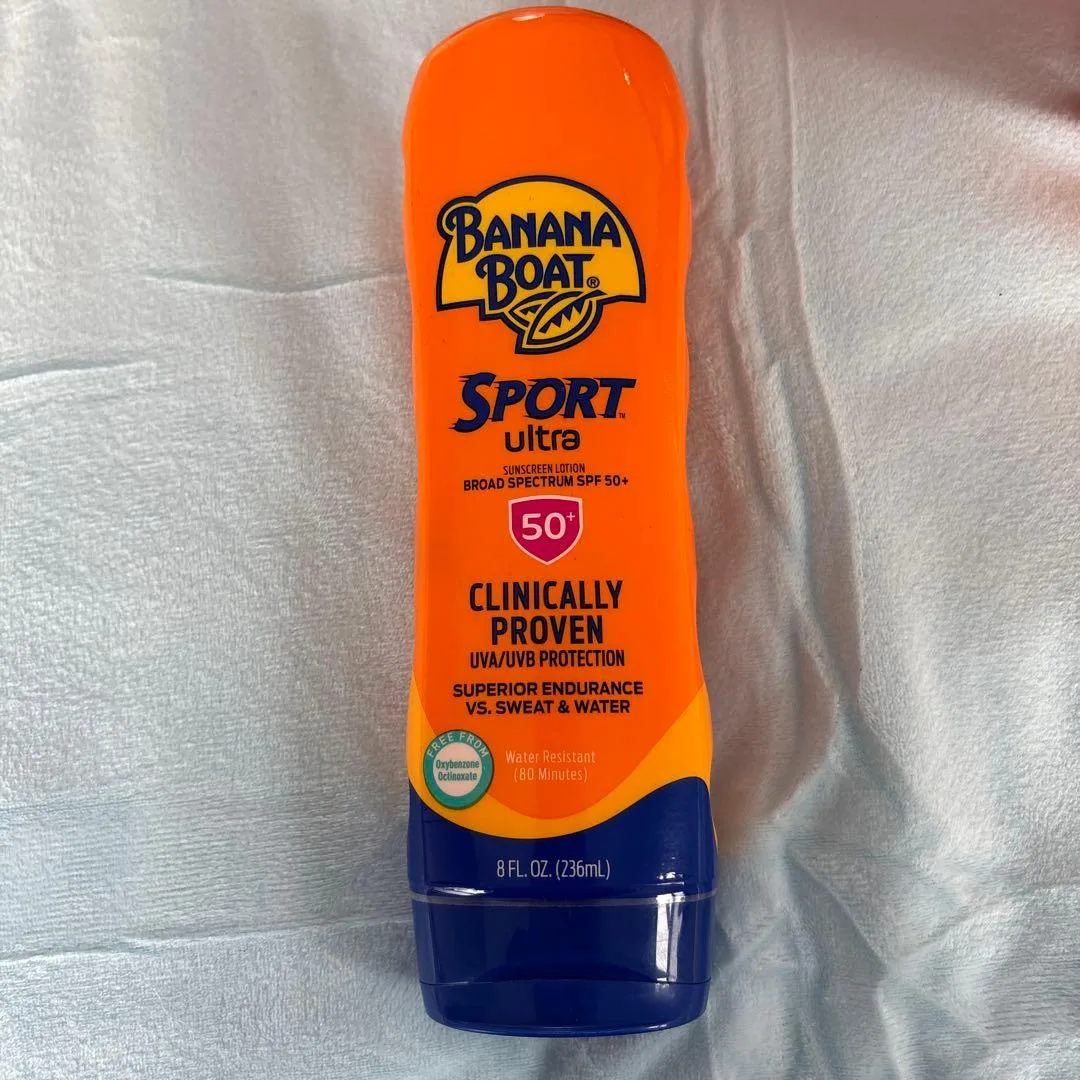 BANANA
BOAT®
SPORT™
ultra
SUNSCREEN LOTION
BROAD SPECTRUM SPF 50+
50+
CLINICALLY
PROVEN
UVA/UVB PROTECTION
SUPERIOR ENDURANCE
VS. SWEAT & WATER
FREE FROM
Oxybenzone
Octinoxate
Water Resistant
(80 Minutes)
8 FL. OZ. (236mL)